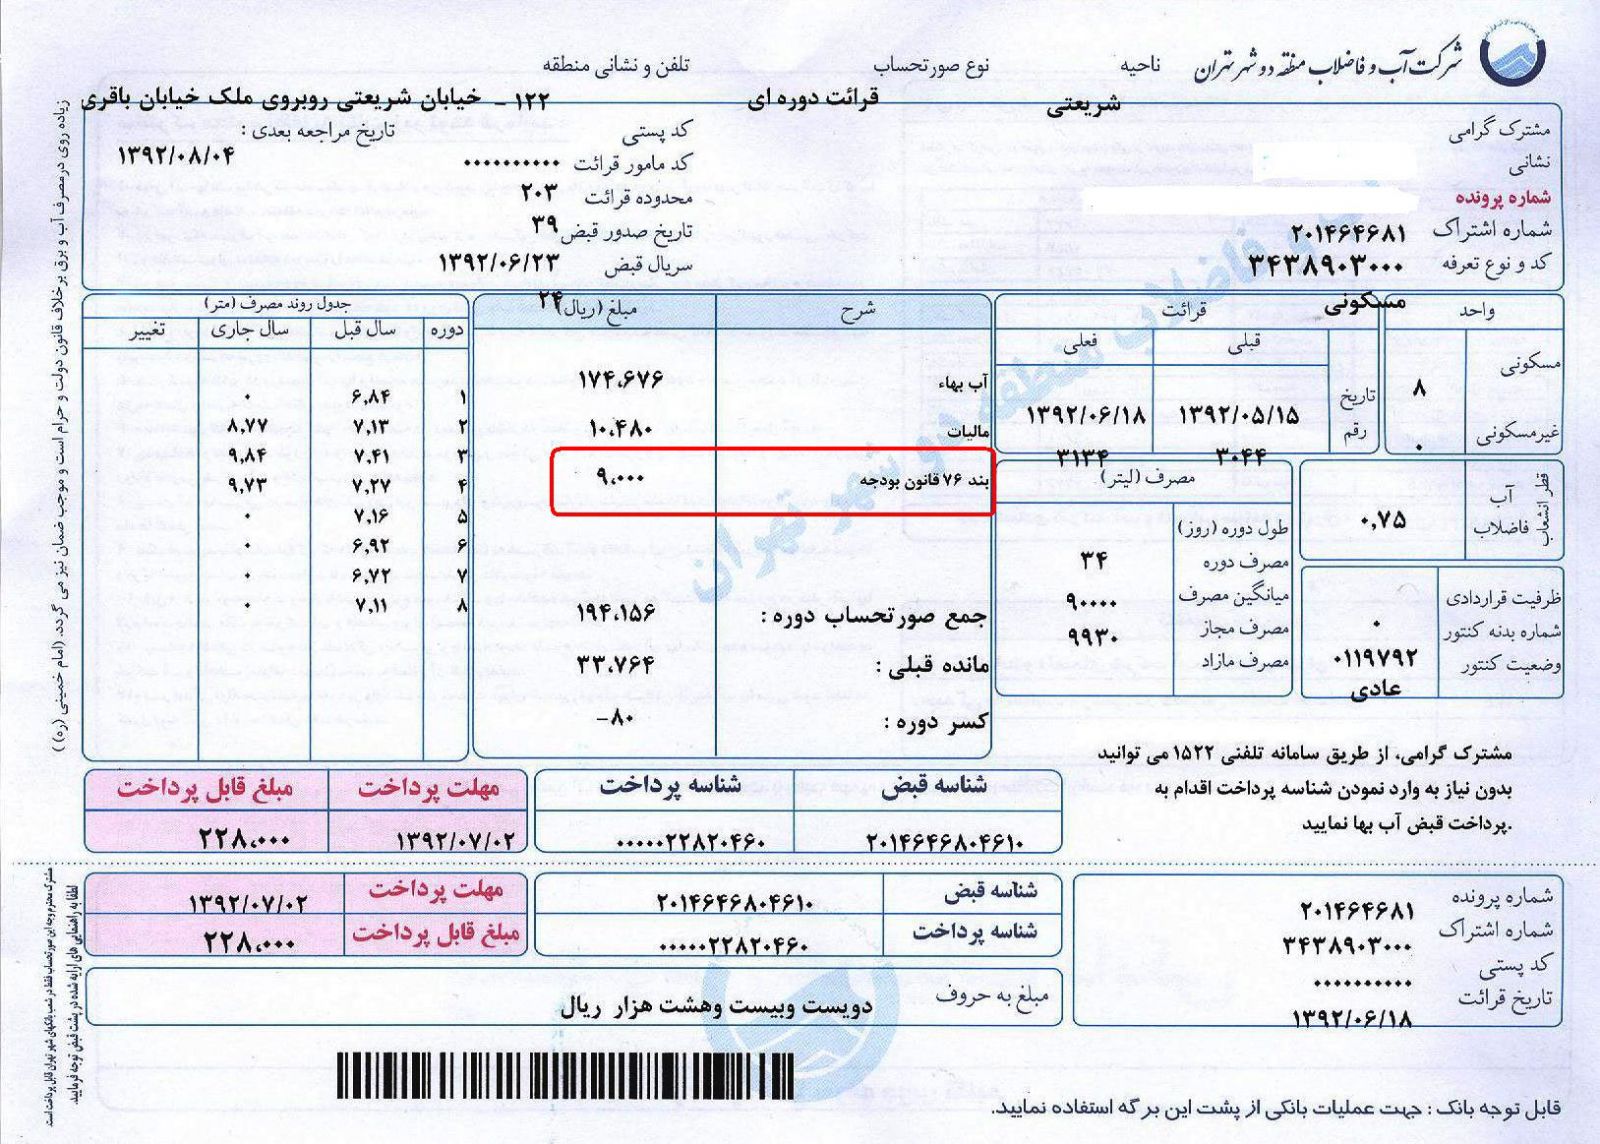 شرکت آب و فاضلاب منطقه دو شهر تهران
ناحیه
نوع صورتحساب
تلفن و نشانی منطقه
شریعتی
قرائت دوره ای
۱۲۲ - خیابان شریعتی روبروی ملک خیابان باقری
مشترک گرامی
نشانی
شماره پرونده
شماره اشتراک ۲۰۱۴۶۴۶۸۱
کد و نوع تعرفه ۳۴۳۸۹۰۳۰۰۰
مسکونی
کد پستی
کد مامور قرائت ۰۰۰۰۰۰۰۰۰۰
محدوده قرائت ۲۰۳
تاریخ صدور قبض ۳۹
سریال قبض ۱۳۹۲/۰۶/۲۳
۲۴
تاریخ مراجعه بعدی :
۱۳۹۲/۰۸/۰۴
واحد
مسکونی ۸
غیرمسکونی ۰
قرائت
قبلی فعلی
تاریخ ۱۳۹۲/۰۵/۱۵ ۱۳۹۲/۰۶/۱۸
رقم ۳۰۴۴ ۳۱۳۴
قطر انشعاب
آب ۰,۷۵
فاضلاب
ظرفیت قراردادی ۰
شماره بدنه کنتور ۰۱۱۹۷۹۲
وضعیت کنتور عادی
مصرف (لیتر)
طول دوره (روز) ۳۴
مصرف دوره ۹۰۰۰۰
میانگین مصرف ۹۹۳۰
مصرف مجاز
مصرف مازاد
شرح مبلغ (ریال)
آب بهاء ۱۷۴,۶۷۶
مالیات ۱۰,۴۸۰
بند ۷۶ قانون بودجه ۹,۰۰۰
جمع صورتحساب دوره : ۱۹۴,۱۵۶
مانده قبلی : ۳۳,۷۶۴
کسر دوره : ۸۰-
جدول روند مصرف (متر)
دوره سال قبل سال جاری تغییر
۱ ۶,۸۴ ۰
۲ ۷,۱۳ ۸,۷۷
۳ ۷,۴۱ ۹,۸۴
۴ ۷,۲۷ ۹,۷۳
۵ ۷,۱۶ ۰
۶ ۶,۹۲ ۰
۷ ۶,۷۲ ۰
۸ ۷,۱۱ ۰
زیاده روی در مصرف آب و برق بر خلاف قانون دولت و حرام است و موجب ضمان نیز می گردد. (امام خمینی (ره))
مشترک گرامی، از طریق سامانه تلفنی ۱۵۲۲ می توانید
بدون نیاز به وارد نمودن شناسه پرداخت اقدام به
پرداخت قبض آب بها نمایید.
شناسه قبض شناسه پرداخت
۲۰۱۴۶۴۶۸۰۴۶۱۰ ۰۰۰۰۰۲۲۸۲۰۴۶۰
مهلت پرداخت مبلغ قابل پرداخت
۱۳۹۲/۰۷/۰۲ ۲۲۸,۰۰۰
شماره پرونده ۲۰۱۴۶۴۶۸۱
شماره اشتراک ۳۴۳۸۹۰۳۰۰۰
کد پستی ۰۰۰۰۰۰۰۰۰۰
تاریخ قرائت ۱۳۹۲/۰۶/۱۸
شناسه قبض ۲۰۱۴۶۴۶۸۰۴۶۱۰
شناسه پرداخت ۰۰۰۰۰۲۲۸۲۰۴۶۰
مهلت پرداخت ۱۳۹۲/۰۷/۰۲
مبلغ قابل پرداخت ۲۲۸,۰۰۰
مبلغ به حروف دویست وبیست وهشت هزار ریال
لطفا به راهنمایی های ارایه شده در پشت قبض توجه فرمایید.
قابل توجه بانک : جهت عملیات بانکی از پشت این برگه استفاده نمایید.